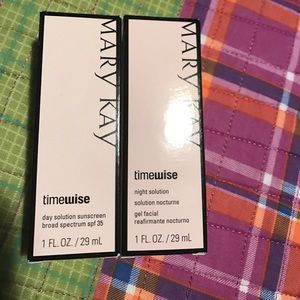 MARY KAY
timewise
day solution sunscreen
broad spectrum spf 35
1 FL. OZ. / 29 mL
MARY KAY
timewise
night solution
solution nocturne
gel facial
reafirmante nocturno
1 FL. OZ. / 29 mL